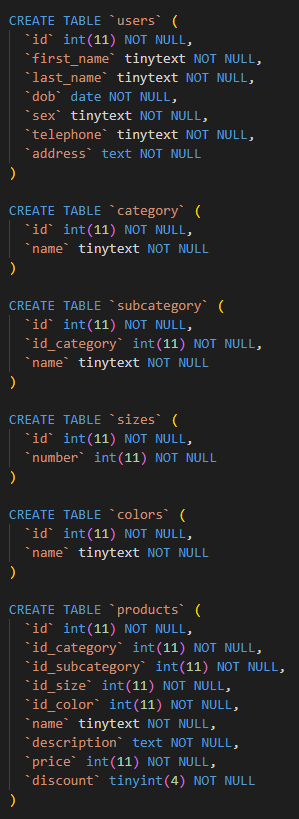 CREATE TABLE `users` (
  `id` int(11) NOT NULL,
  `first_name` tinytext NOT NULL,
  `last_name` tinytext NOT NULL,
  `dob` date NOT NULL,
  `sex` tinytext NOT NULL,
  `telephone` tinytext NOT NULL,
  `address` text NOT NULL
)
CREATE TABLE `category` (
  `id` int(11) NOT NULL,
  `name` tinytext NOT NULL
)
CREATE TABLE `subcategory` (
  `id` int(11) NOT NULL,
  `id_category` int(11) NOT NULL,
  `name` tinytext NOT NULL
)
CREATE TABLE `sizes` (
  `id` int(11) NOT NULL,
  `number` int(11) NOT NULL
)
CREATE TABLE `colors` (
  `id` int(11) NOT NULL,
  `name` tinytext NOT NULL
)
CREATE TABLE `products` (
  `id` int(11) NOT NULL,
  `id_category` int(11) NOT NULL,
  `id_subcategory` int(11) NOT NULL,
  `id_size` int(11) NOT NULL,
  `id_color` int(11) NOT NULL,
  `name` tinytext NOT NULL,
  `description` text NOT NULL,
  `price` int(11) NOT NULL,
  `discount` tinyint(4) NOT NULL
)